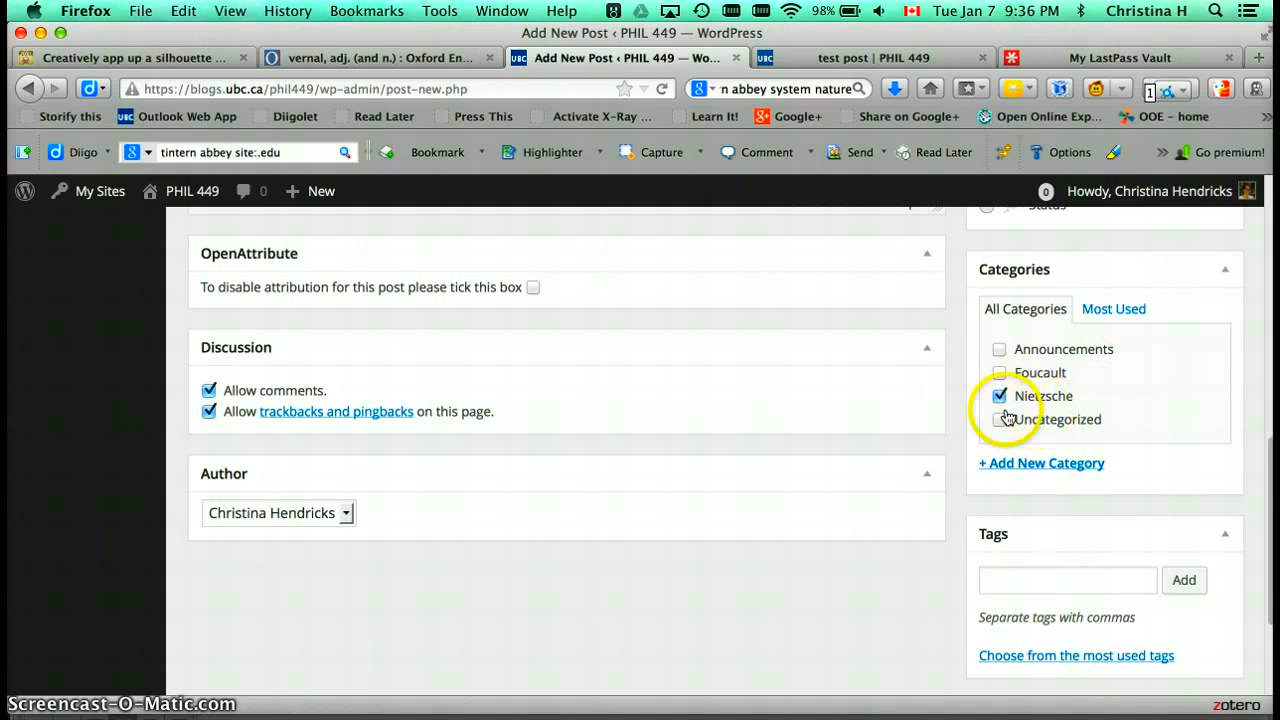 Firefox File Edit View History Bookmarks Tools Window Help 98% Tue Jan 7 9:36 PM Christina H
Add New Post ‹ PHIL 449 — WordPress
Creatively app up a silhouette ... vernal, adj. (and n.) : Oxford En... Add New Post ‹ PHIL 449 — Wo... test post | PHIL 449 My LastPass Vault
https://blogs.ubc.ca/phil449/wp-admin/post-new.php n abbey system nature 1
Storify this Outlook Web App Diigolet Read Later Press This Activate X-Ray ... Learn It! Google+ Share on Google+ Open Online Exp... OOE - home
Diigo tintern abbey site:.edu Bookmark Highlighter Capture Comment Send Read Later Options Go premium!
My Sites PHIL 449 0 New 0 Howdy, Christina Hendricks
Status
OpenAttribute
To disable attribution for this post please tick this box
Discussion
Allow comments.
Allow trackbacks and pingbacks on this page.
Author
Christina Hendricks
Categories
All Categories Most Used
Announcements
Foucault
Nietzsche
Uncategorized
+ Add New Category
Tags
Add
Separate tags with commas
Choose from the most used tags
Screencast-O-Matic.com
zotero